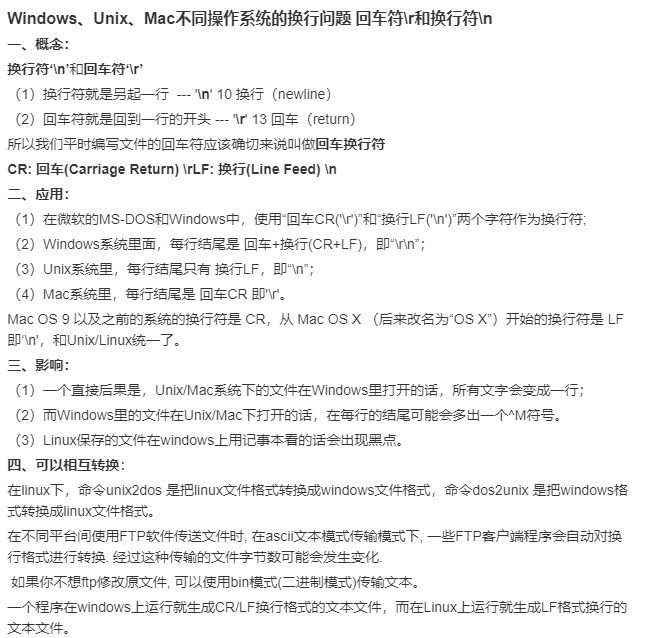 Windows、Unix、Mac不同操作系统的换行问题 回车符\r和换行符\n
一、概念：
换行符‘\n’和回车符‘\r’
（1）换行符就是另起一行  --- '\n' 10 换行（newline）
（2）回车符就是回到一行的开头 --- '\r' 13 回车（return）
所以我们平时编写文件的回车符应该确切来说叫做回车换行符
CR: 回车(Carriage Return) \rLF: 换行(Line Feed) \n
二、应用：
（1）在微软的MS-DOS和Windows中，使用“回车CR('\r')”和“换行LF('\n')”两个字符作为换行符;
（2）Windows系统里面，每行结尾是 回车+换行(CR+LF)，即“\r\n”；
（3）Unix系统里，每行结尾只有 换行LF，即“\n”；
（4）Mac系统里，每行结尾是 回车CR 即'\r'。
Mac OS 9 以及之前的系统的换行符是 CR，从 Mac OS X （后来改名为“OS X”）开始的换行符是 LF
即‘\n'，和Unix/Linux统一了。
三、影响：
（1）一个直接后果是，Unix/Mac系统下的文件在Windows里打开的话，所有文字会变成一行；
（2）而Windows里的文件在Unix/Mac下打开的话，在每行的结尾可能会多出一个^M符号。
（3）Linux保存的文件在windows上用记事本看的话会出现黑点。
四、可以相互转换：
在linux下，命令unix2dos 是把linux文件格式转换成windows文件格式，命令dos2unix 是把windows格
式转换成linux文件格式。
在不同平台间使用FTP软件传送文件时, 在ascii文本模式传输模式下, 一些FTP客户端程序会自动对换
行格式进行转换. 经过这种传输的文件字节数可能会发生变化.
如果你不想ftp修改原文件, 可以使用bin模式(二进制模式)传输文本。
一个程序在windows上运行就生成CR/LF换行格式的文本文件，而在Linux上运行就生成LF格式换行的
文本文件。